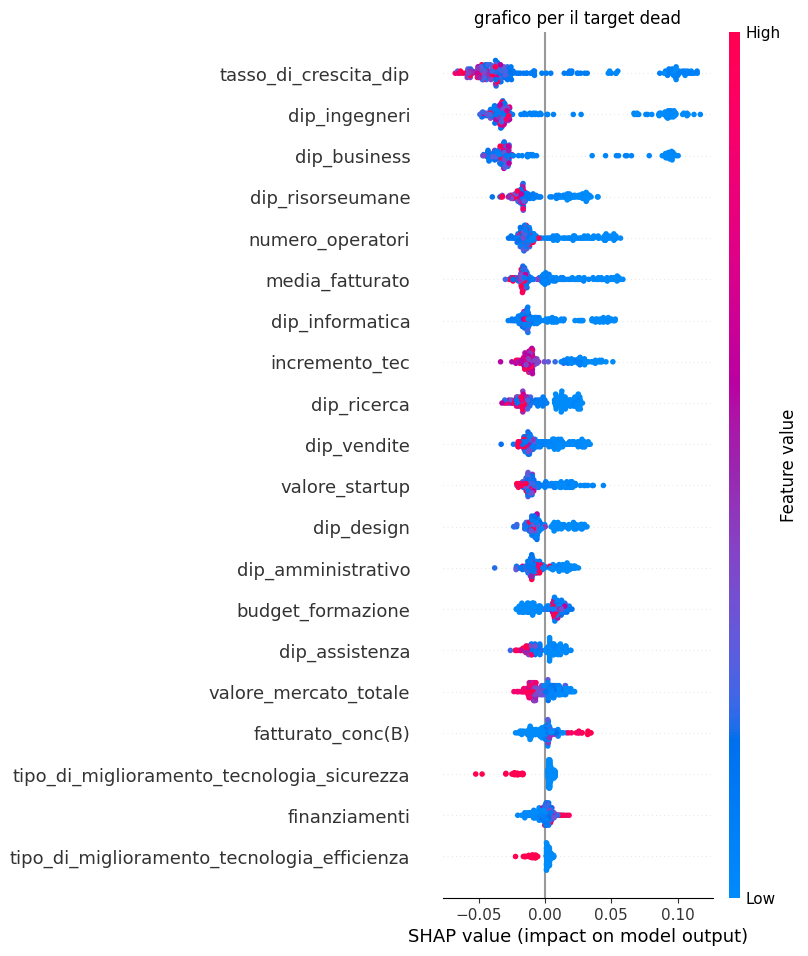 grafico per il target dead
High
tasso_di_crescita_dip
dip_ingegneri
dip_business
dip_risorseumane
numero_operatori
media_fatturato
dip_informatica
incremento_tec
dip_ricerca
dip_vendite
valore_startup
dip_design
dip_amministrativo
budget_formazione
dip_assistenza
valore_mercato_totale
fatturato_conc(B)
tipo_di_miglioramento_tecnologia_sicurezza
finanziamenti
tipo_di_miglioramento_tecnologia_efficienza
Feature value
Low
−0.05 0.00 0.05 0.10
SHAP value (impact on model output)